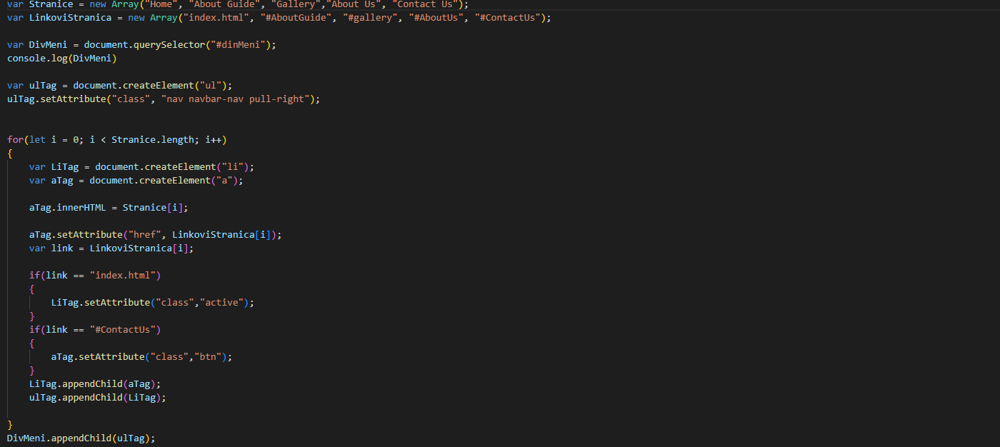 var Stranice = new Array("Home", "About Guide", "Gallery","About Us", "Contact Us");
var LinkoviStranica = new Array("index.html", "#AboutGuide", "#gallery", "#AboutUs", "#ContactUs");
var DivMeni = document.querySelector("#dinMeni");
console.log(DivMeni)
var ulTag = document.createElement("ul");
ulTag.setAttribute("class", "nav navbar-nav pull-right");
for(let i = 0; i < Stranice.length; i++)
{
var LiTag = document.createElement("li");
var aTag = document.createElement("a");
aTag.innerHTML = Stranice[i];
aTag.setAttribute("href", LinkoviStranica[i]);
var link = LinkoviStranica[i];
if(link == "index.html")
{
LiTag.setAttribute("class","active");
}
if(link == "#ContactUs")
{
aTag.setAttribute("class","btn");
}
LiTag.appendChild(aTag);
ulTag.appendChild(LiTag);
}
DivMeni.appendChild(ulTag);